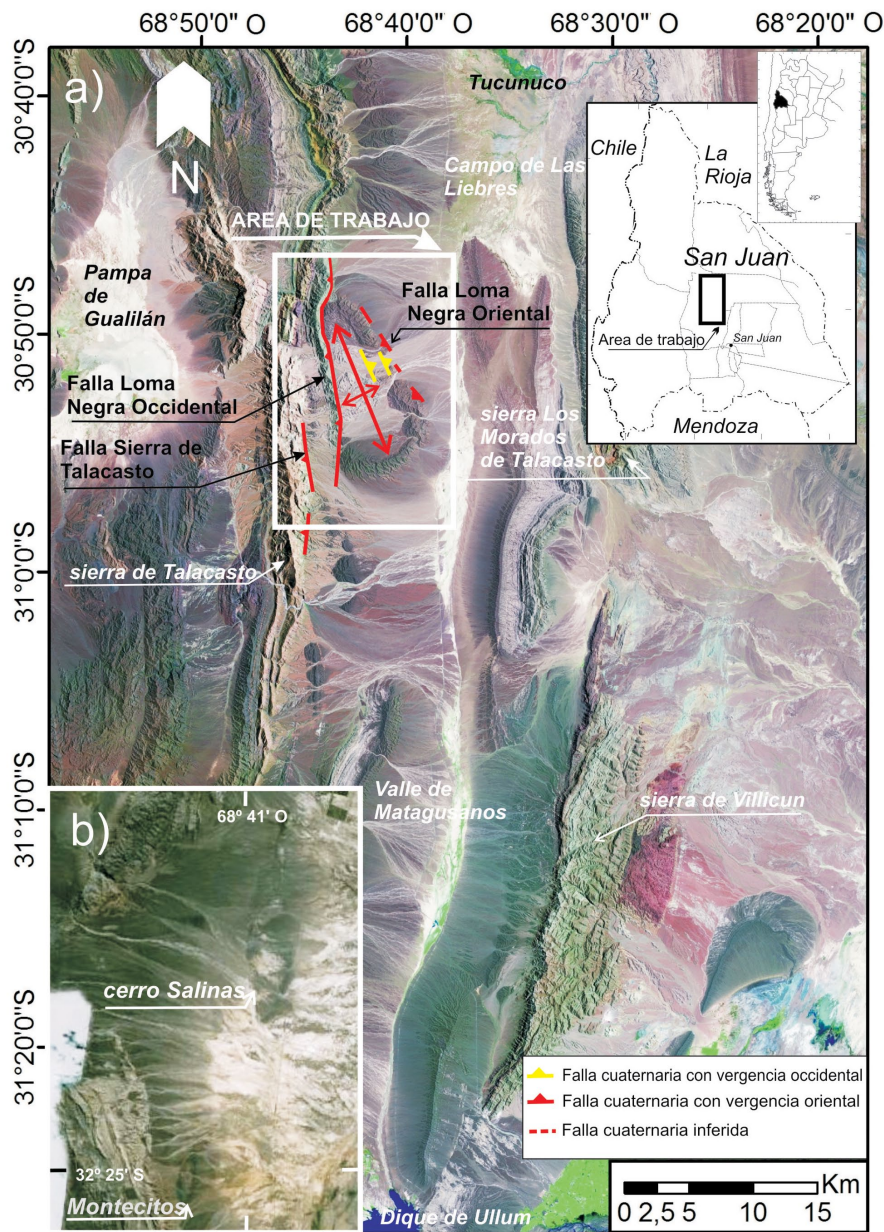 68°50'0" O
68°40'0" O
68°30'0" O
68°20'0" O
30°40'0"S
30°50'0"S
31°0'0"S
31°10'0"S
31°20'0"S
a)
N
Tucunuco
Campo de Las
Liebres
AREA DE TRABAJO
Pampa
de
Gualilán
Falla Loma
Negra Oriental
Falla Loma
Negra Occidental
Falla Sierra de
Talacasto
sierra Los
Morados
de Talacasto
sierra de Talacasto
Chile
La
Rioja
San Juan
Area de trabajo
San Juan
Mendoza
Valle de
Matagusanos
sierra de Villicun
b)
68º 41' O
cerro Salinas
32º 25' S
Montecitos
Dique de Ullum
Falla cuaternaria con vergencia occidental
Falla cuaternaria con vergencia oriental
Falla cuaternaria inferida
Km
0 2,5 5 10 15